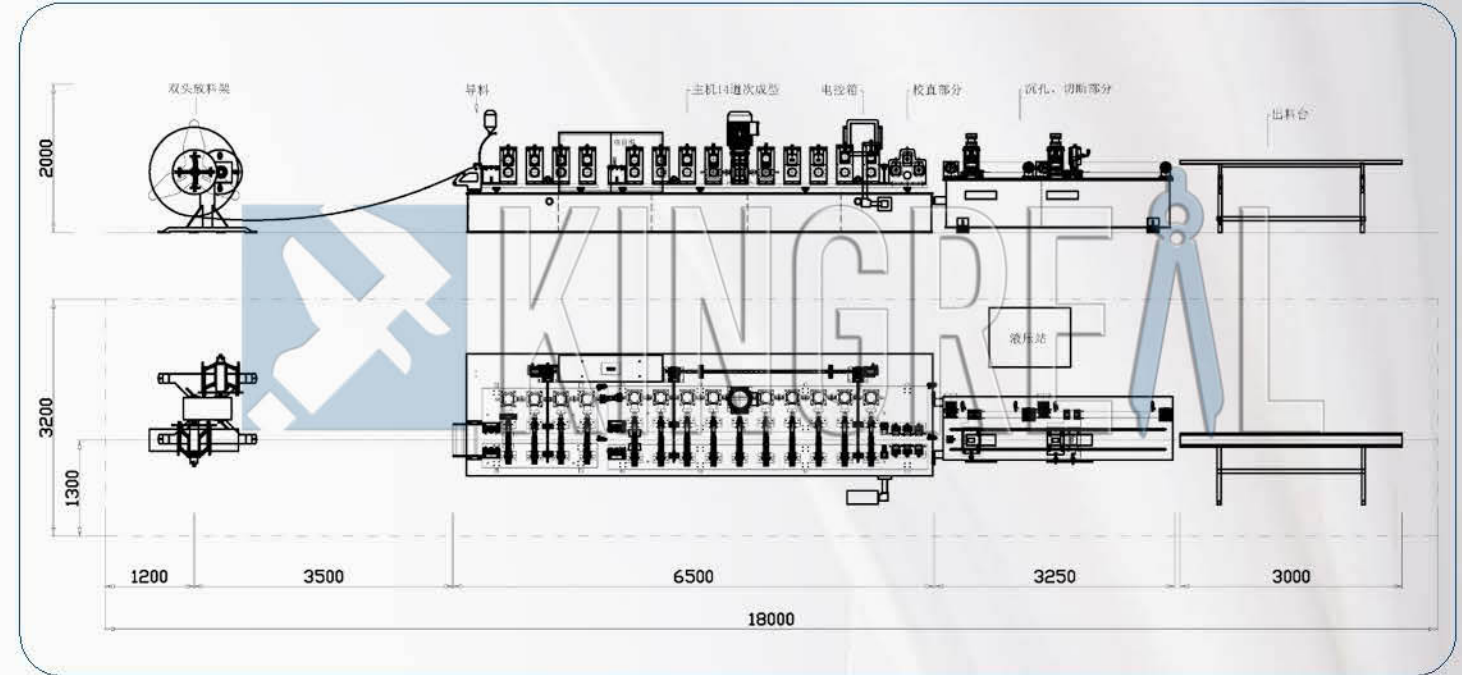 双头放料架
导料
主机14道次成型
电控箱
校直部分
沉孔、切断部分
出料台
2000
KINGREAL
液压站
3200
1300
1200
3500
6500
3250
3000
18000